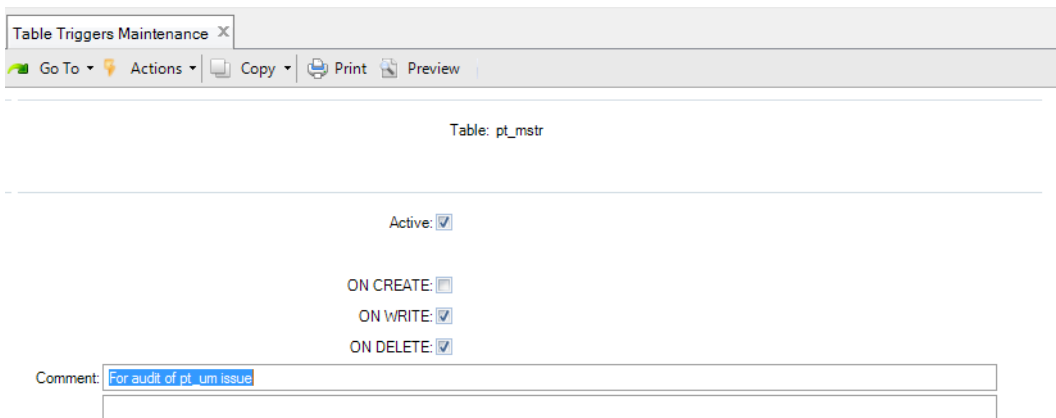 Table Triggers Maintenance X
Go To Actions Copy Print Preview
Table: pt_mstr
Active:
ON CREATE:
ON WRITE:
ON DELETE:
Comment: For audit of pt_um issue